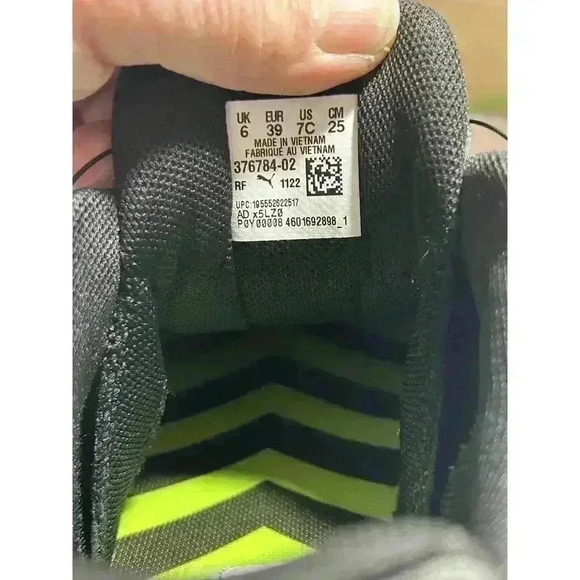 UK EUR US CM
6 39 7C 25
MADE IN VIETNAM
FABRIQUÉ AU VIETNAM
376784-02
RF 1122
UPC:195552622517
AD x5LZ0
P0Y00008 4601692898_1